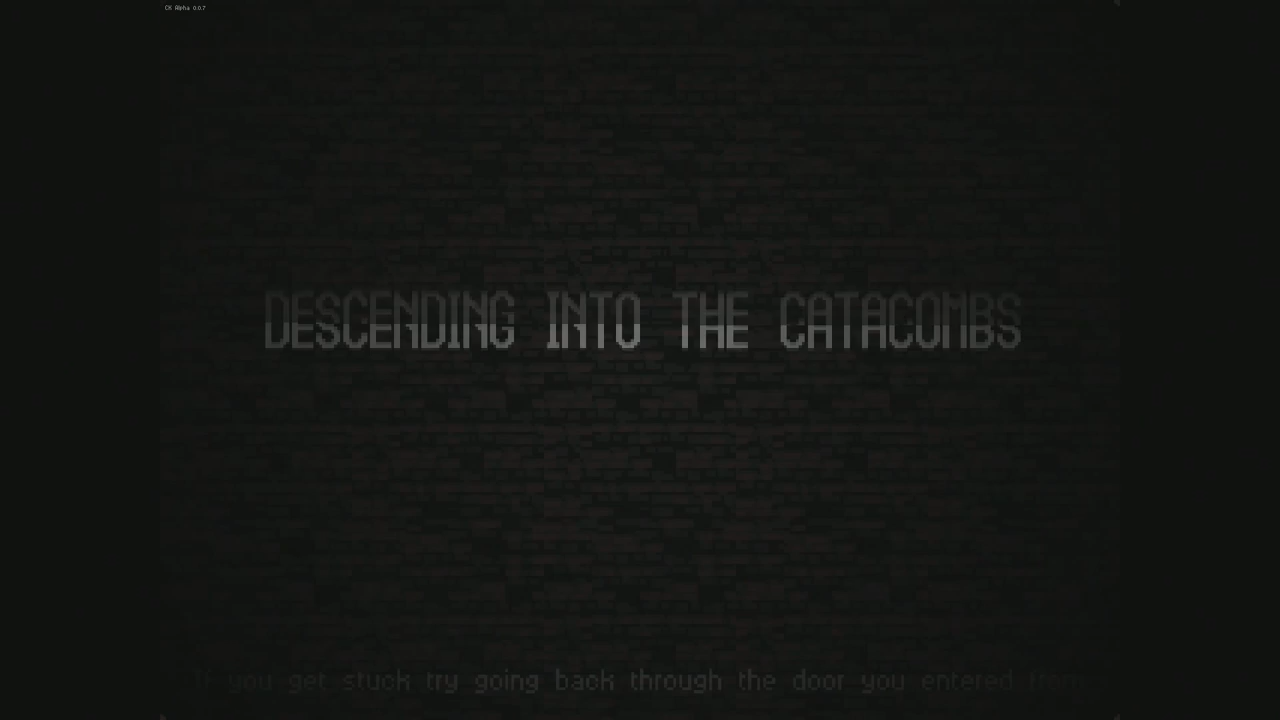 CK Alpha 0.0.7
DESCENDING INTO THE CATACOMBS
If you get stuck try going back through the door you entered from